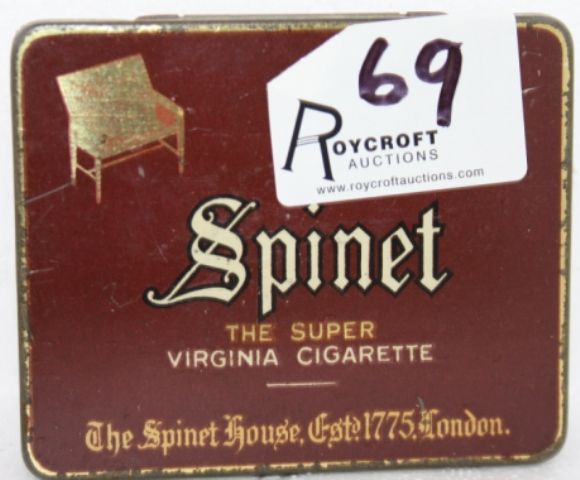 69
ROYCROFT
AUCTIONS
www.roycroftauctions.com
Spinet
THE SUPER
VIRGINIA CIGARETTE
The Spinet House, Estd 1775, London.